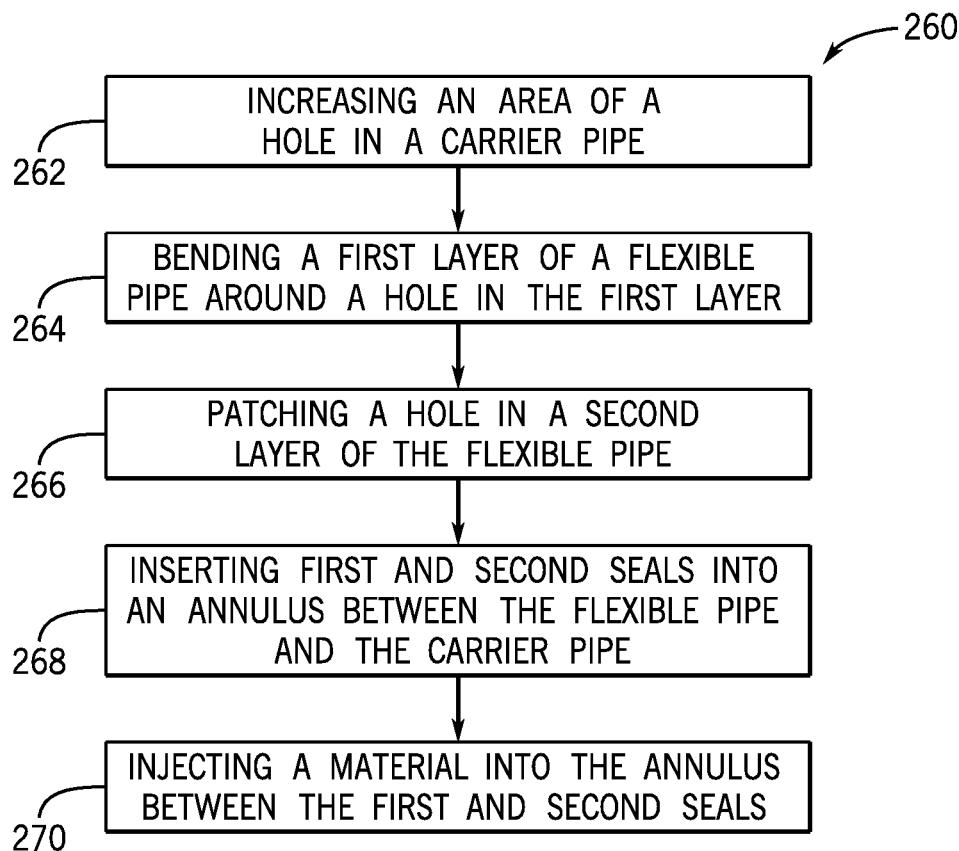 260
INCREASING AN AREA OF A
HOLE IN A CARRIER PIPE
262
BENDING A FIRST LAYER OF A FLEXIBLE
PIPE AROUND A HOLE IN THE FIRST LAYER
264
PATCHING A HOLE IN A SECOND
LAYER OF THE FLEXIBLE PIPE
266
INSERTING FIRST AND SECOND SEALS INTO
AN ANNULUS BETWEEN THE FLEXIBLE PIPE
AND THE CARRIER PIPE
268
INJECTING A MATERIAL INTO THE ANNULUS
BETWEEN THE FIRST AND SECOND SEALS
270